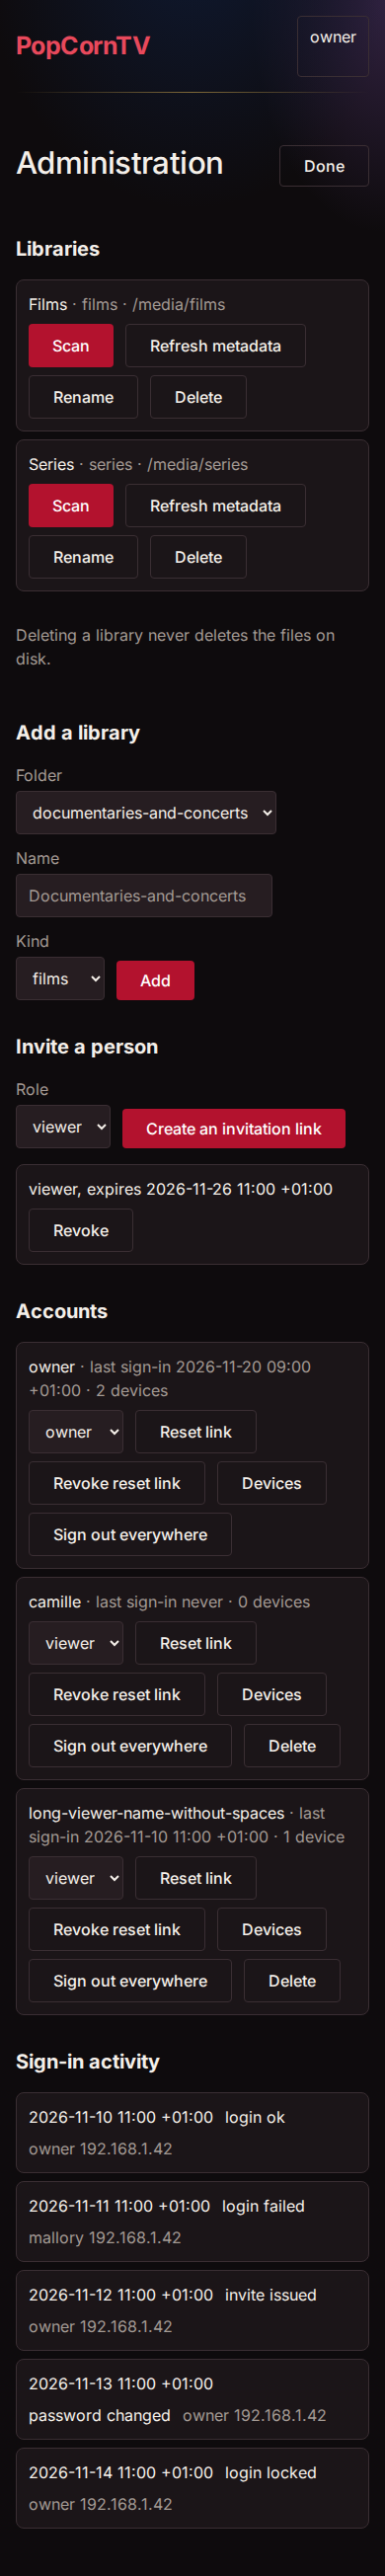 PopCornTV
owner
Administration
Done
Libraries
Films · films · /media/films
Scan
Refresh metadata
Rename
Delete
Series · series · /media/series
Scan
Refresh metadata
Rename
Delete
Deleting a library never deletes the files on
disk.
Add a library
Folder
documentaries-and-concerts
Name
Documentaries-and-concerts
Kind
films
Add
Invite a person
Role
viewer
Create an invitation link
viewer, expires 2026-11-26 11:00 +01:00
Revoke
Accounts
owner · last sign-in 2026-11-20 09:00
+01:00 · 2 devices
owner
Reset link
Revoke reset link
Devices
Sign out everywhere
camille · last sign-in never · 0 devices
viewer
Reset link
Revoke reset link
Devices
Sign out everywhere
Delete
long-viewer-name-without-spaces · last
sign-in 2026-11-10 11:00 +01:00 · 1 device
viewer
Reset link
Revoke reset link
Devices
Sign out everywhere
Delete
Sign-in activity
2026-11-10 11:00 +01:00 login ok
owner 192.168.1.42
2026-11-11 11:00 +01:00 login failed
mallory 192.168.1.42
2026-11-12 11:00 +01:00 invite issued
owner 192.168.1.42
2026-11-13 11:00 +01:00
password changed owner 192.168.1.42
2026-11-14 11:00 +01:00 login locked
owner 192.168.1.42